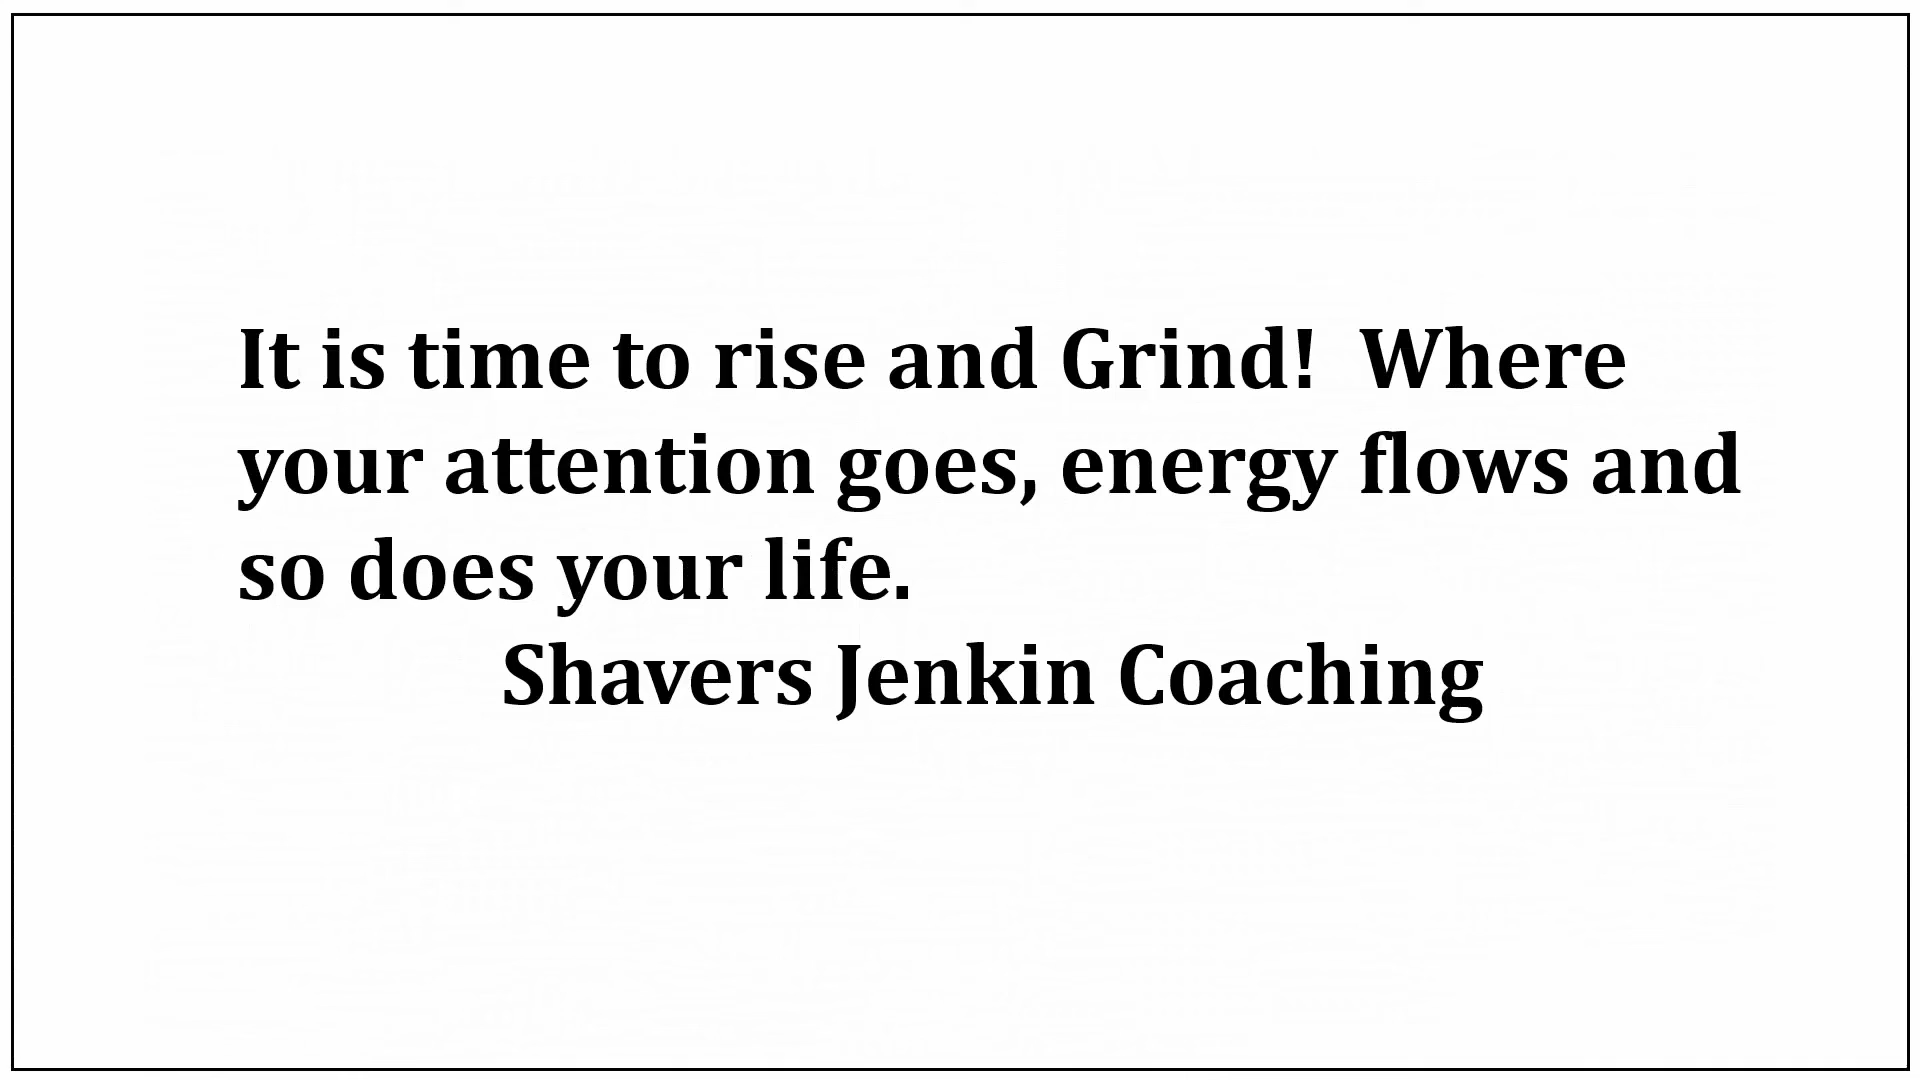 It is time to rise and Grind!  Where
your attention goes, energy flows and
so does your life.
Shavers Jenkin Coaching